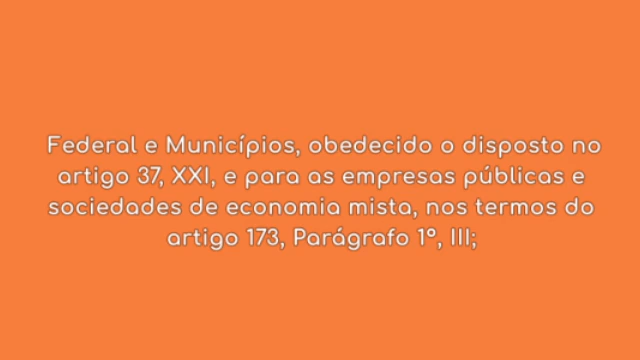 Federal e Municípios, obedecido o disposto no
artigo 37, XXI, e para as empresas públicas e
sociedades de economia mista, nos termos do
artigo 173, Parágrafo 1º, III;